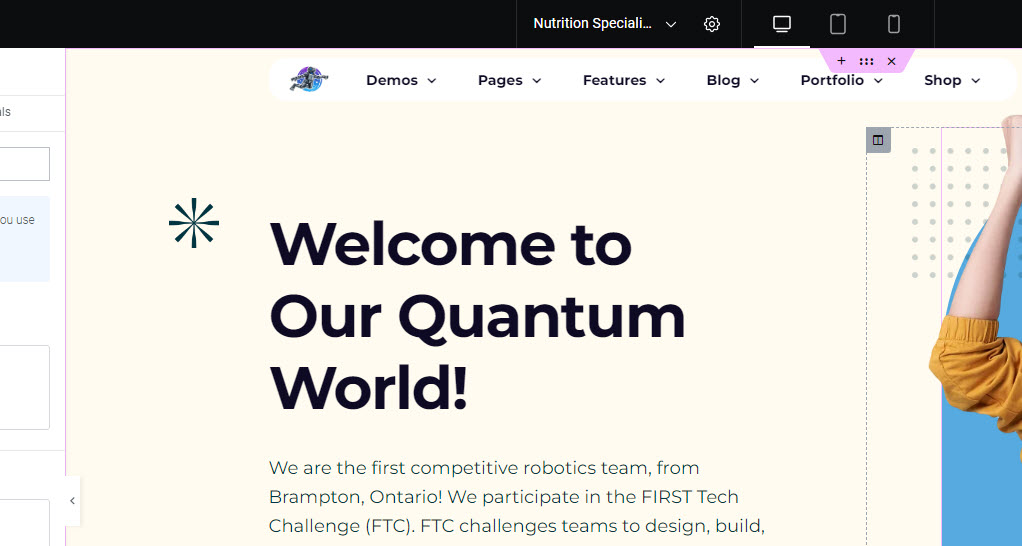 Nutrition Speciali...
Demos Pages Features Blog Portfolio Shop
ls
ou use
Welcome to
Our Quantum
World!
We are the first competitive robotics team, from
Brampton, Ontario! We participate in the FIRST Tech
Challenge (FTC). FTC challenges teams to design, build,